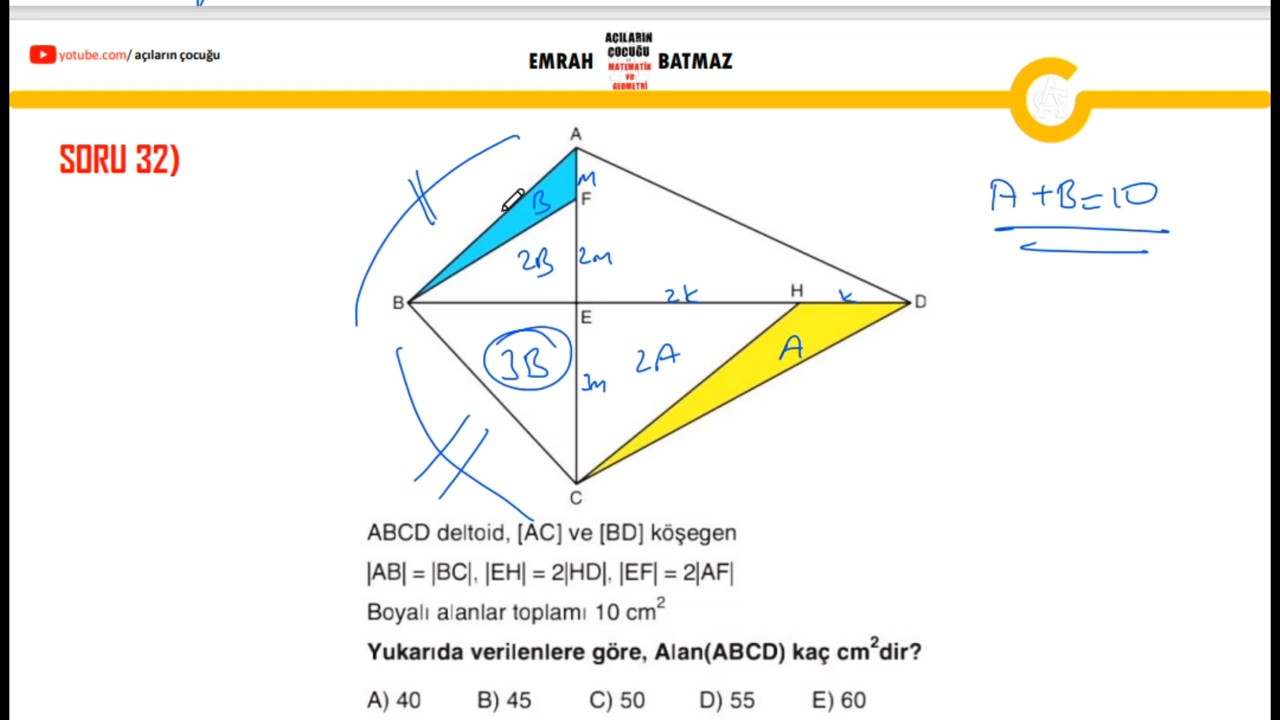 yotube.com/ açıların çocuğu
EMRAH AÇILARIN ÇOCUĞU ve MATEMATİK ve GEOMETRİ BATMAZ
SORU 32)
A
M
B
F
A+B=10
2B
2M
B
2K
H
K
D
E
3B
2A
A
3M
C
ABCD deltoid, [AC] ve [BD] köşegen
|AB| = |BC|, |EH| = 2|HD|, |EF| = 2|AF|
Boyalı alanlar toplamı 10 cm²
Yukarıda verilenlere göre, Alan(ABCD) kaç cm²dir?
A) 40 B) 45 C) 50 D) 55 E) 60